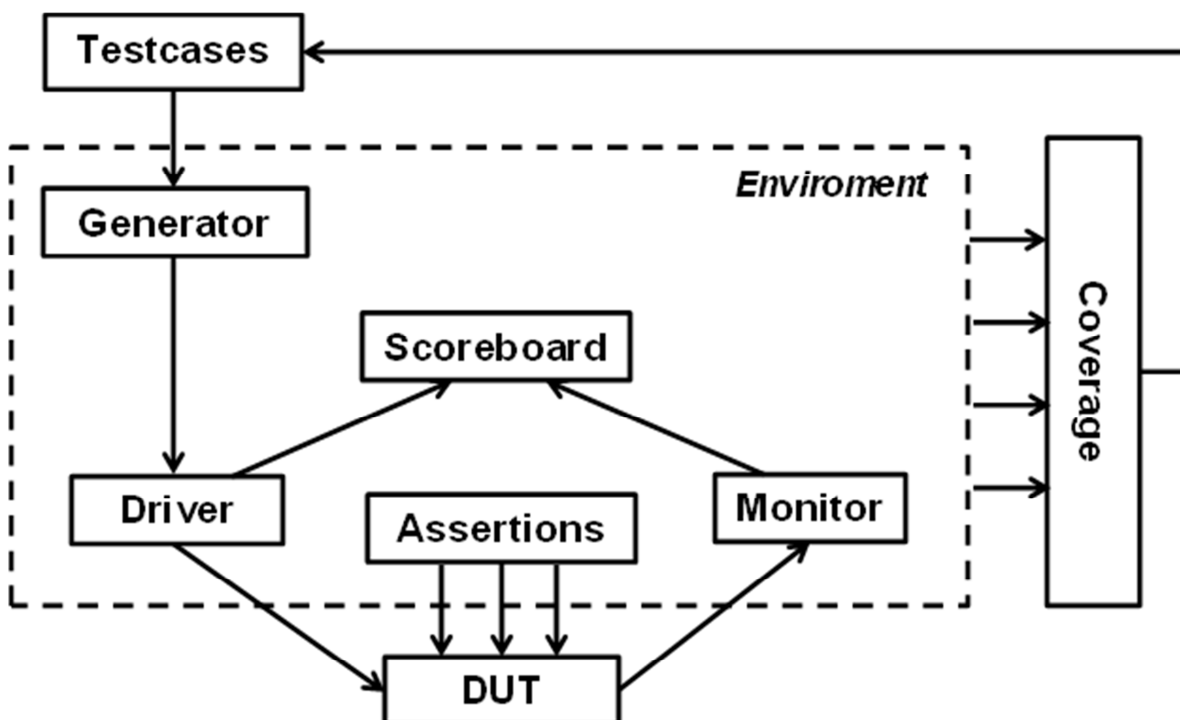 Testcases
Enviroment
Generator
Scoreboard
Coverage
Driver
Assertions
Monitor
DUT